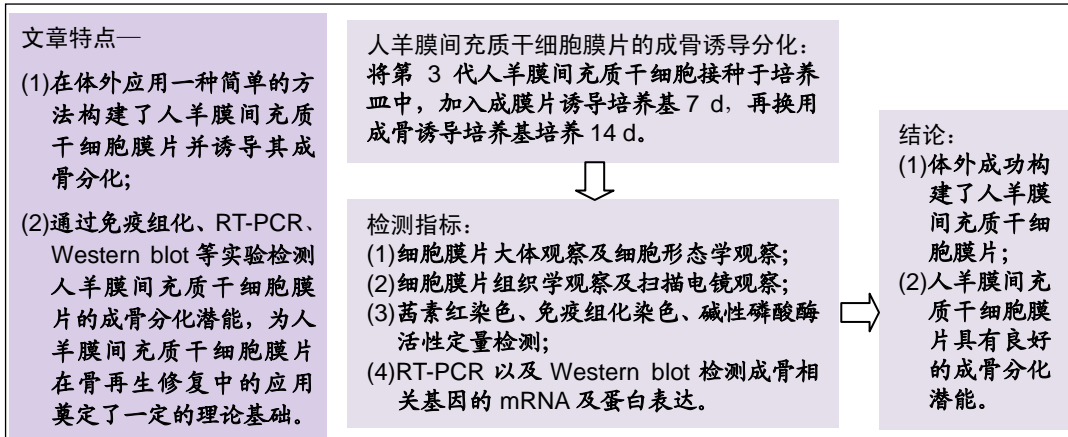 文章特点—
(1)在体外应用一种简单的方
法构建了人羊膜间充质
干细胞膜片并诱导其成
骨分化;
(2)通过免疫组化、RT-PCR、
Western blot 等实验检测
人羊膜间充质干细胞膜
片的成骨分化潜能，为人
羊膜间充质干细胞膜片
在骨再生修复中的应用
奠定了一定的理论基础。
人羊膜间充质干细胞膜片的成骨诱导分化：
将第 3 代人羊膜间充质干细胞接种于培养
皿中，加入成膜片诱导培养基 7 d，再换用
成骨诱导培养基培养 14 d。
检测指标：
(1)细胞膜片大体观察及细胞形态学观察;
(2)细胞膜片组织学观察及扫描电镜观察;
(3)茜素红染色、免疫组化染色、碱性磷酸酶
活性定量检测;
(4)RT-PCR 以及 Western blot 检测成骨相
关基因的 mRNA 及蛋白表达。
结论：
(1)体外成功构
建了人羊膜
间充质干细
胞膜片;
(2)人羊膜间充
质干细胞膜
片具有良好
的成骨分化
潜能。